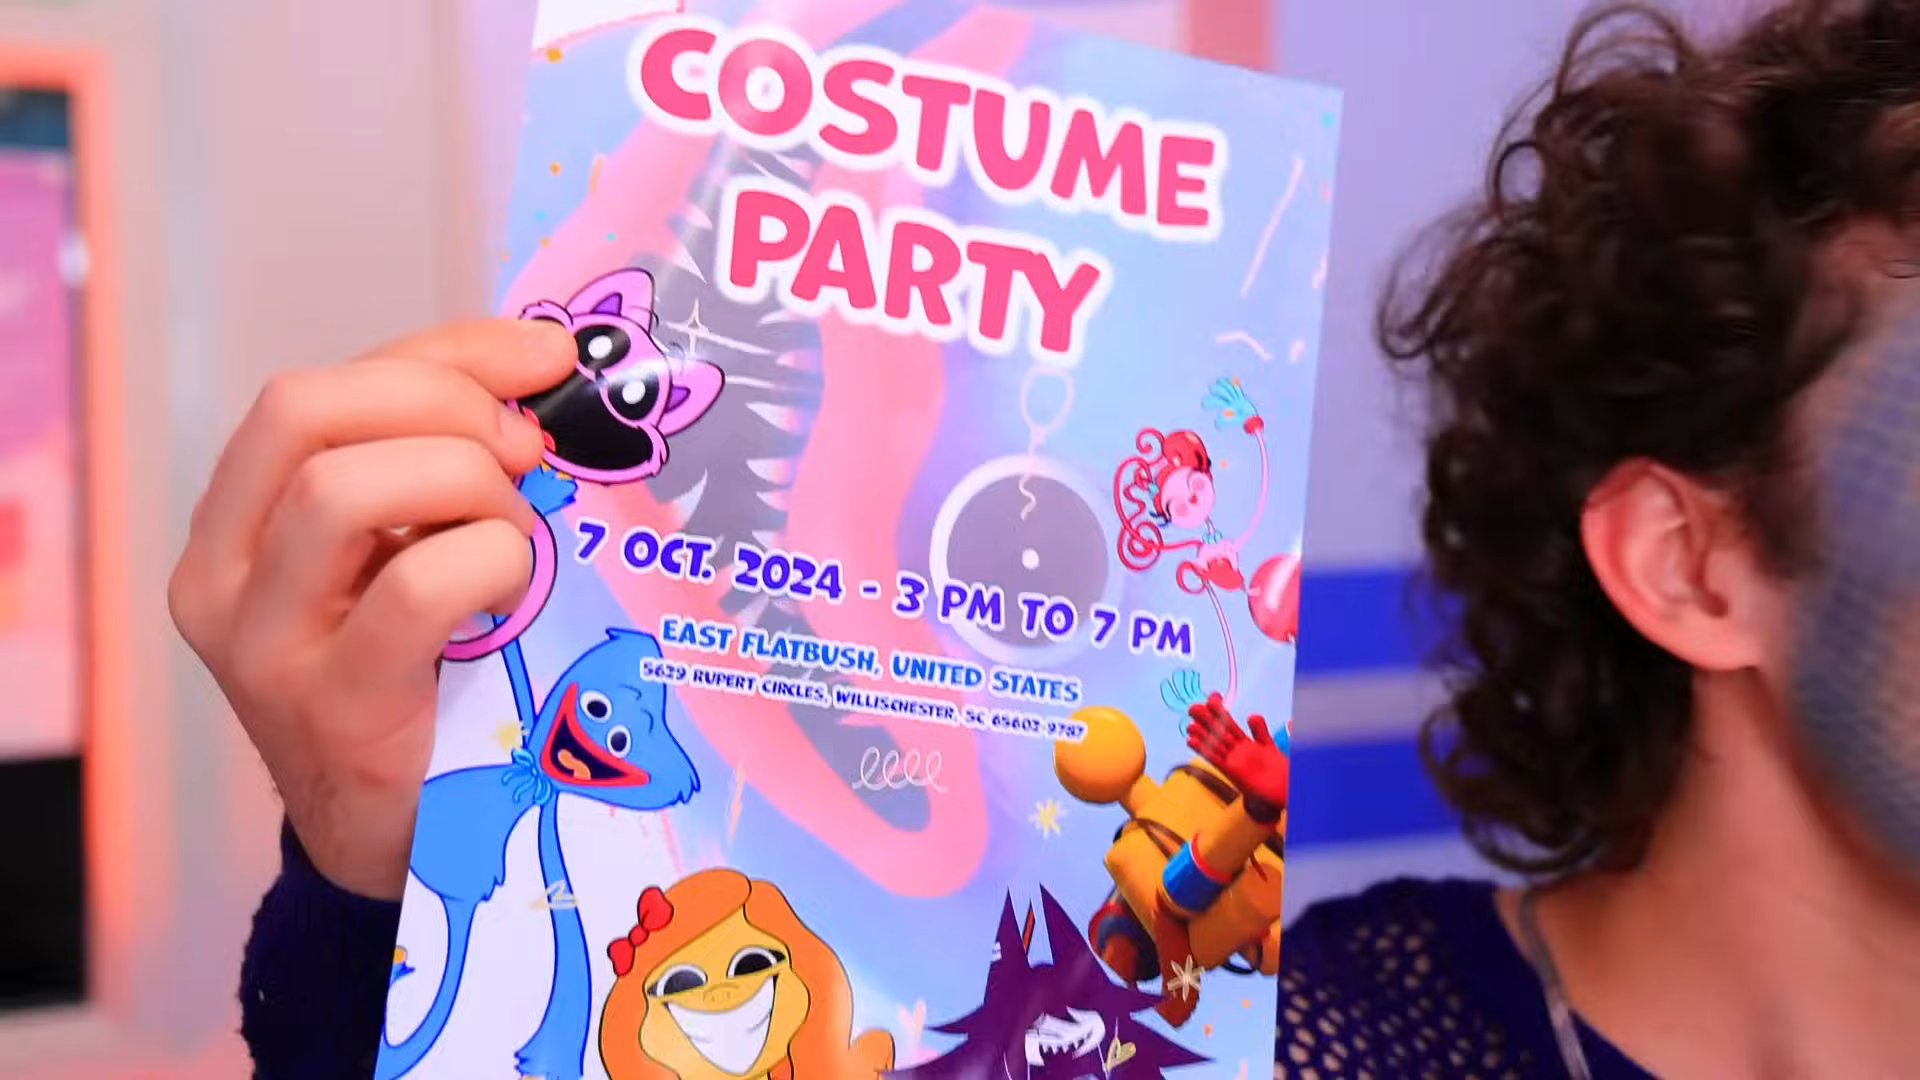 COSTUME
PARTY
7 OCT. 2024 - 3 PM TO 7 PM
EAST FLATBUSH, UNITED STATES
5629 RUPERT CIRCLES, WILLISCHESTER, SC 65602-9787